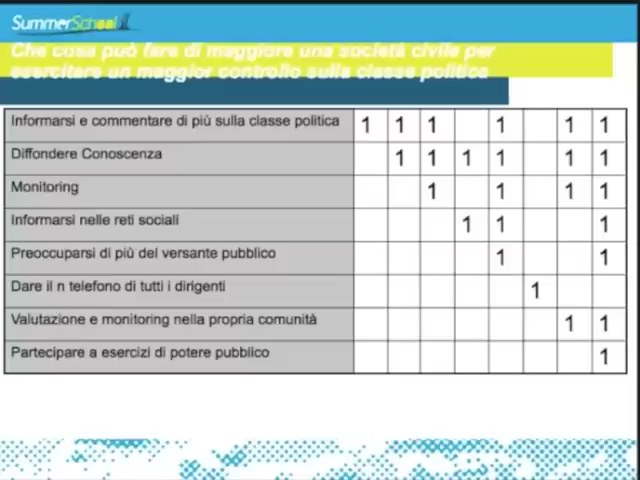 SummerSchool
Che cosa può fare di maggiore una società civile per
esercitare un maggior controllo sulla classe politica
Informarsi e commentare di più sulla classe politica 1 1 1 1 1 1
Diffondere Conoscenza 1 1 1 1 1 1
Monitoring 1 1 1 1
Informarsi nelle reti sociali 1 1 1
Preoccuparsi di più del versante pubblico 1 1
Dare il n telefono di tutti i dirigenti 1
Valutazione e monitoring nella propria comunità 1 1
Partecipare a esercizi di potere pubblico 1